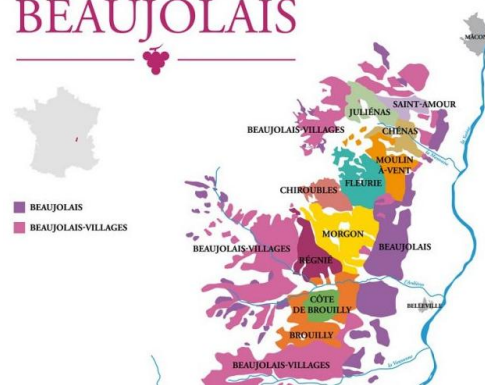 BEAUJOLAIS
MÂCON
SAINT-AMOUR
JULIÉNAS
BEAUJOLAIS-VILLAGES
CHÉNAS
MOULIN
À-VENT
FLEURIE
CHIROUBLES
BEAUJOLAIS
BEAUJOLAIS-VILLAGES
MORGON
BEAUJOLAIS-VILLAGES
BEAUJOLAIS
RÉGNIÉ
CÔTE
DE BROUILLY
BELLEVILLE
BROUILLY
BEAUJOLAIS-VILLAGES